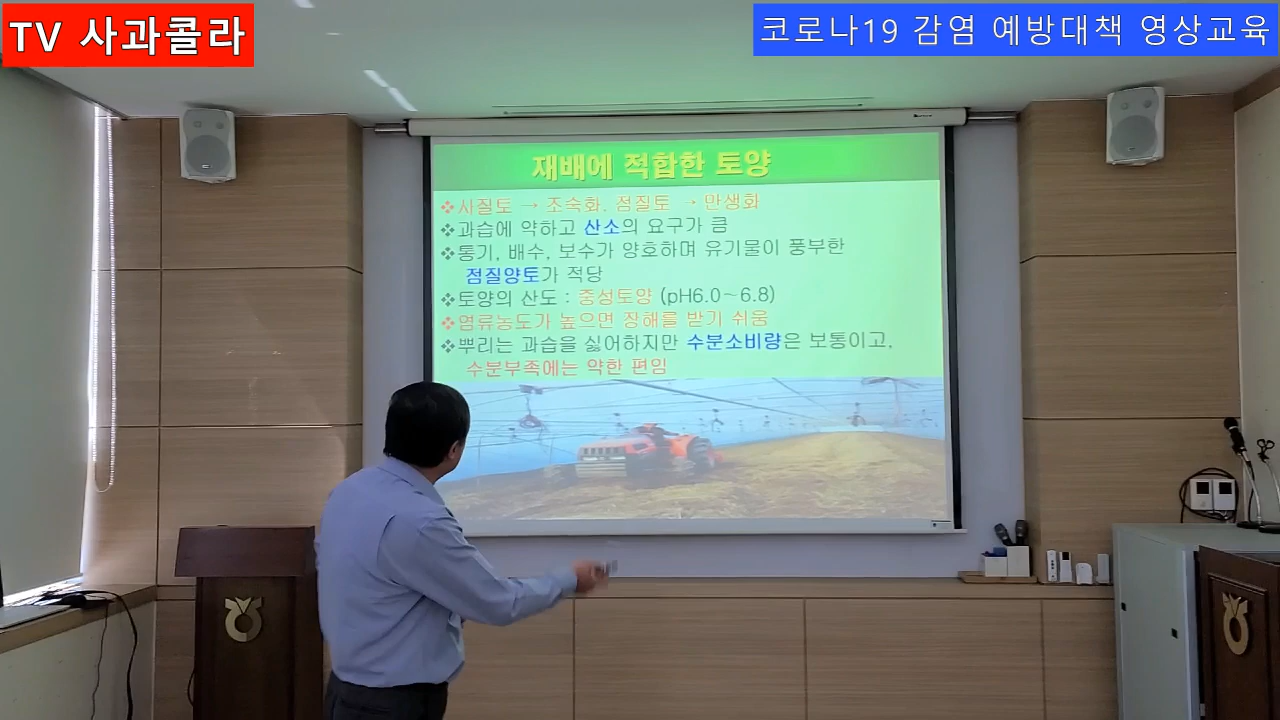 TV 사과콜라
코로나19 감염 예방대책 영상교육
재배에 적합한 토양
❖사질토 → 조숙화, 점질토 → 만생화
❖과습에 약하고 산소의 요구가 큼
❖통기, 배수, 보수가 양호하며 유기물이 풍부한
점질양토가 적당
❖토양의 산도 : 중성토양 (pH6.0~6.8)
❖염류농도가 높으면 장해를 받기 쉬움
❖뿌리는 과습을 싫어하지만 수분소비량은 보통이고,
수분부족에는 약한 편임